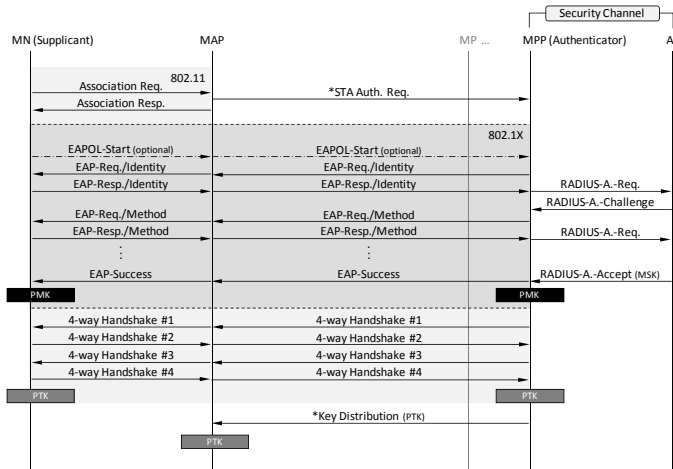 Security Channel
MN (Supplicant) MAP MP ... MPP (Authenticator) A
802.11
Association Req. *STA Auth. Req.
Association Resp.
802.1X
EAPOL-Start (optional) EAPOL-Start (optional)
EAP-Req./Identity EAP-Req./Identity
EAP-Resp./Identity EAP-Resp./Identity RADIUS-A.-Req.
RADIUS-A.-Challenge
EAP-Req./Method EAP-Req./Method
EAP-Resp./Method EAP-Resp./Method RADIUS-A.-Req.
EAP-Success EAP-Success RADIUS-A.-Accept (MSK)
PMK PMK
4-way Handshake #1 4-way Handshake #1
4-way Handshake #2 4-way Handshake #2
4-way Handshake #3 4-way Handshake #3
4-way Handshake #4 4-way Handshake #4
PTK PTK
*Key Distribution (PTK)
PTK